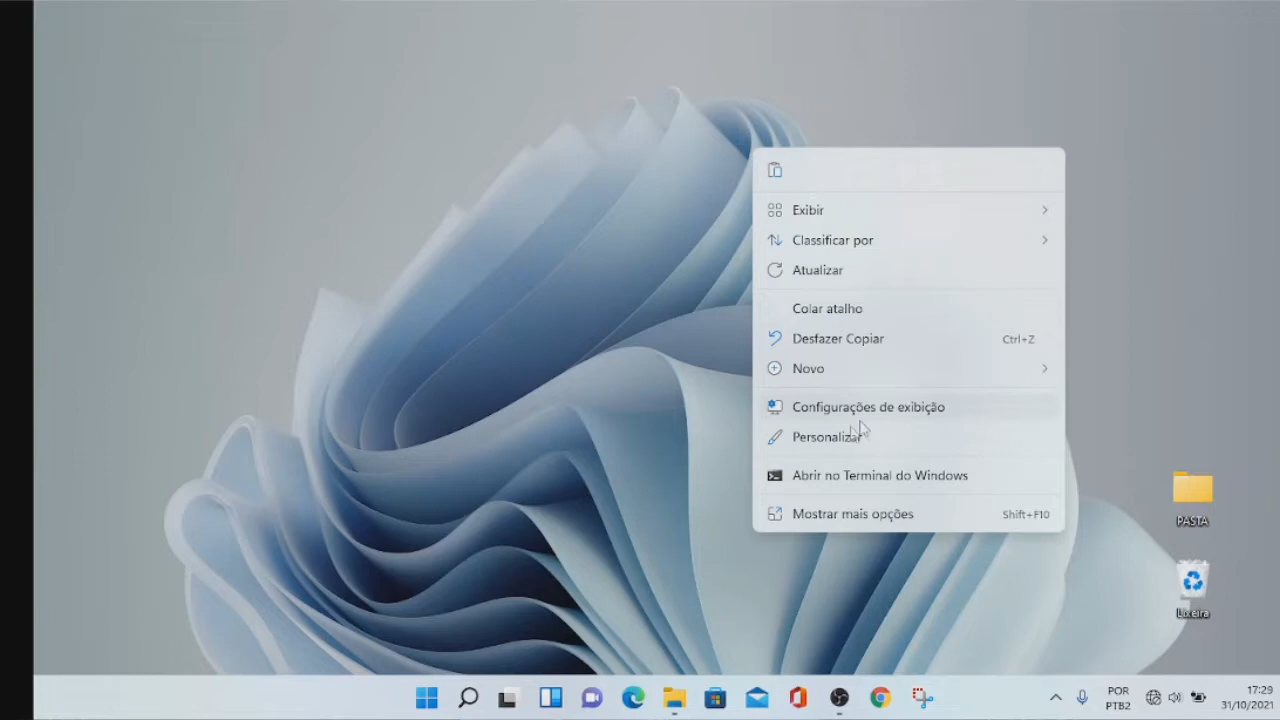 Exibir
Classificar por
Atualizar
Colar atalho
Desfazer Copiar Ctrl+Z
Novo
Configurações de exibição
Personalizar
Abrir no Terminal do Windows
Mostrar mais opções Shift+F10
PASTA
Lixeira
POR
PTB2
17:29
31/10/2021